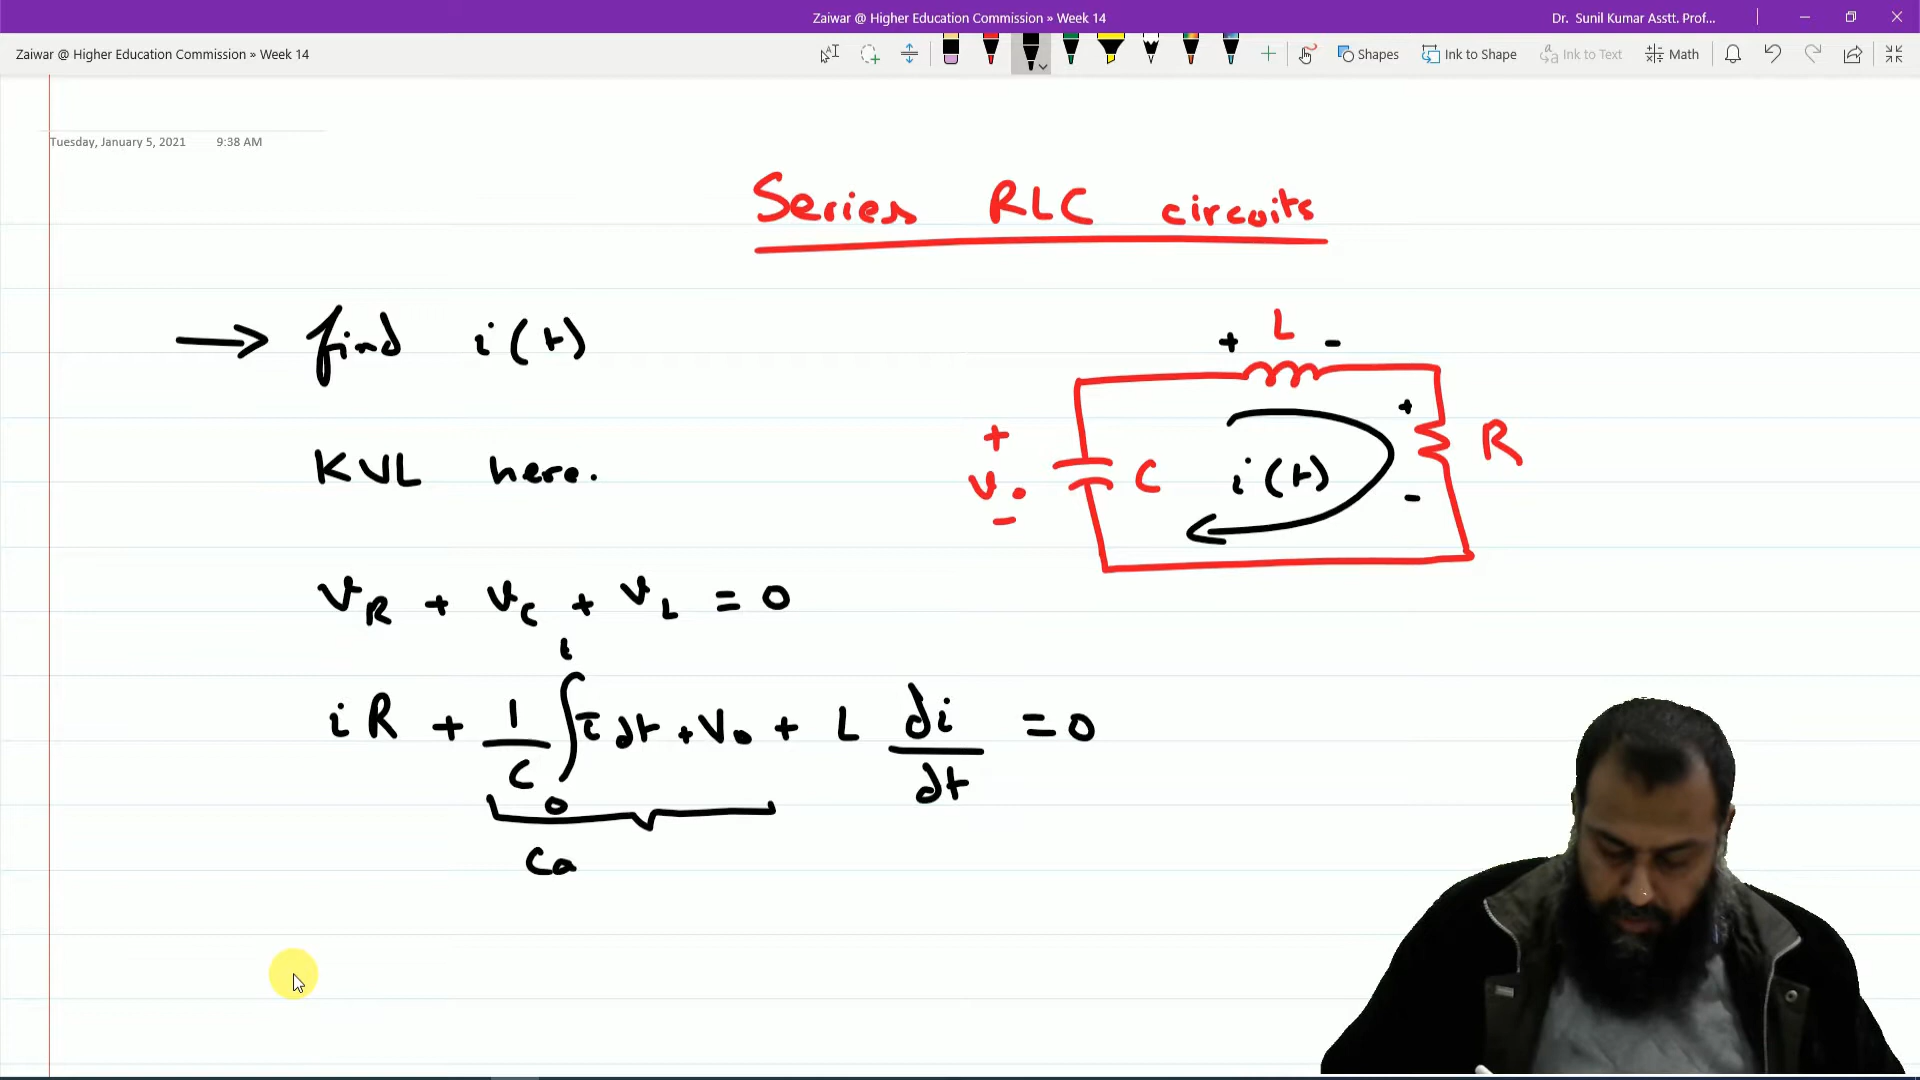 Zaiwar @ Higher Education Commission » Week 14
Dr. Sunil Kumar Asstt. Prof...
Zaiwar @ Higher Education Commission » Week 14
Shapes
Ink to Shape
Ink to Text
Math
Tuesday, January 5, 2021 9:38 AM
Series RLC circuits
→ find i(t)
+ L -
+
R
-
+
v₀
-
C
i(t)
KVL here.
v_R + v_C + v_L = 0
iR + 1/C ∫₀ᵗ i dt + V₀ + L di/dt = 0
Ca